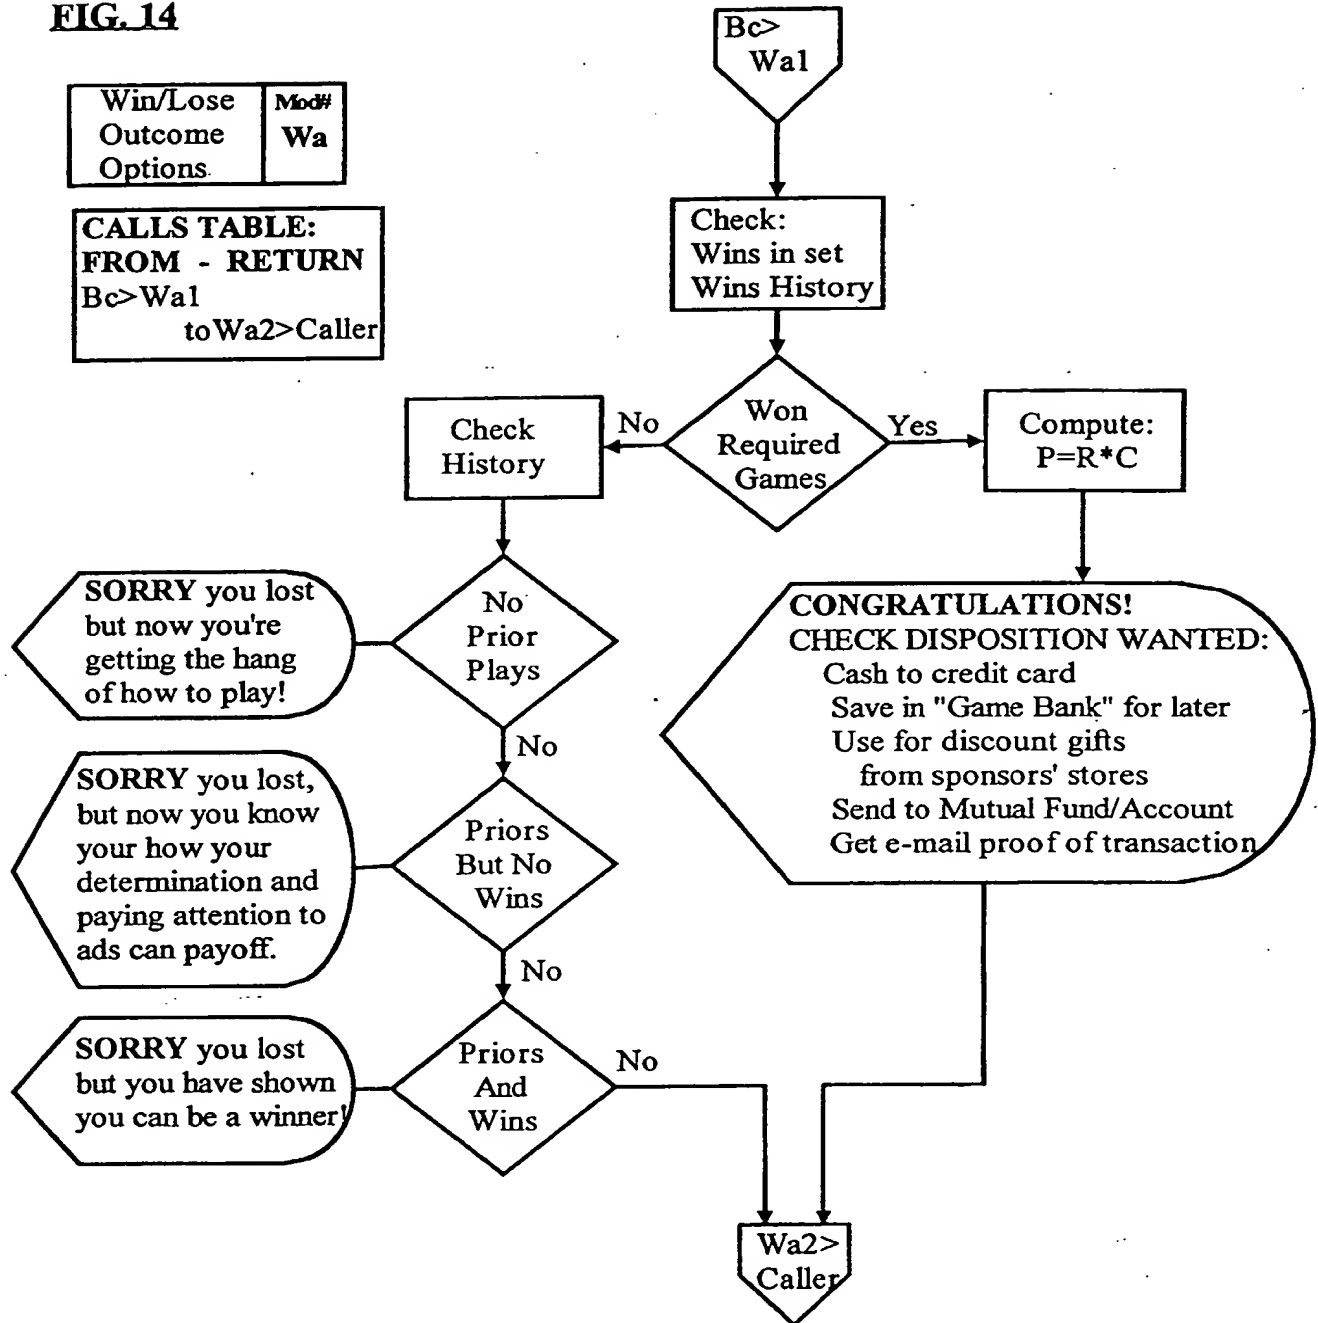 FIG. 14
Bc>
Wa1
Win/Lose
Outcome
Options
Mod#
Wa
CALLS TABLE:
FROM - RETURN
Bc>Wa1
toWa2>Caller
Check:
Wins in set
Wins History
Won
Required
Games
No
Yes
Check
History
Compute:
P=R*C
No
Prior
Plays
SORRY you lost
but now you're
getting the hang
of how to play!
CONGRATULATIONS!
CHECK DISPOSITION WANTED:
Cash to credit card
Save in "Game Bank" for later
Use for discount gifts
from sponsors' stores
Send to Mutual Fund/Account
Get e-mail proof of transaction
No
Priors
But No
Wins
SORRY you lost,
but now you know
your how your
determination and
paying attention to
ads can payoff.
No
Priors
And
Wins
SORRY you lost
but you have shown
you can be a winner!
No
Wa2>
Caller